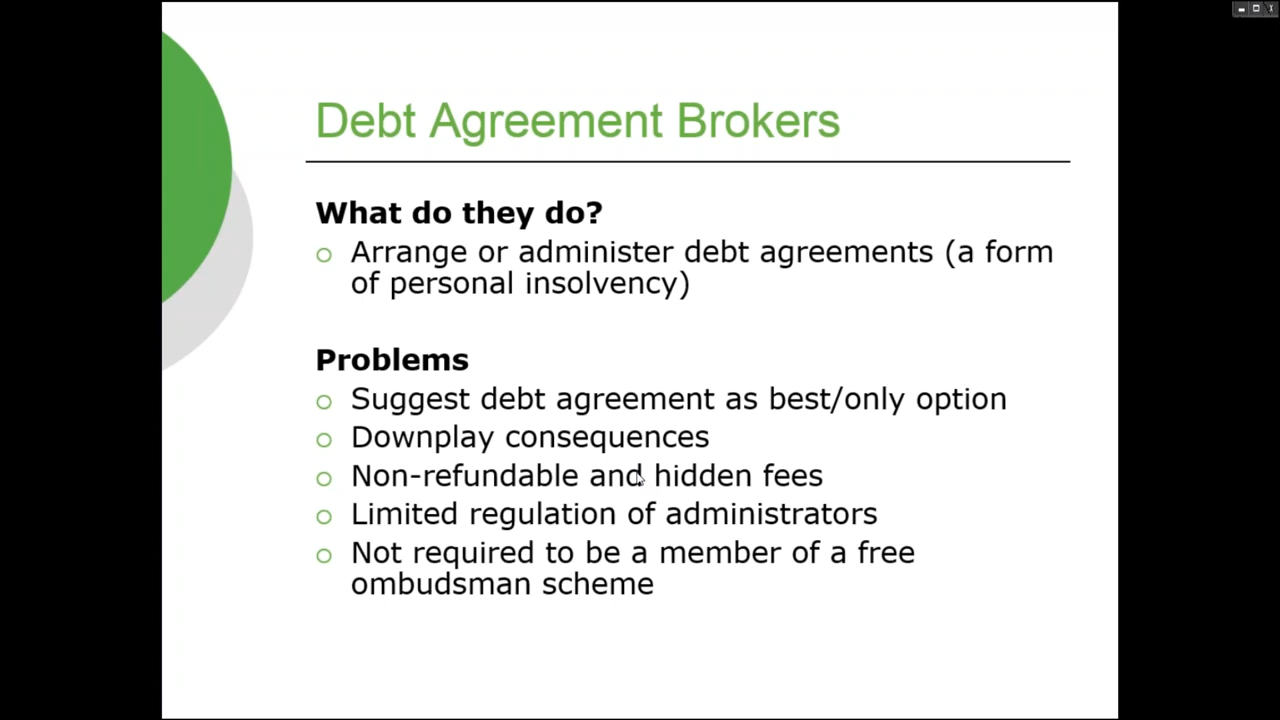 Debt Agreement Brokers
What do they do?
Arrange or administer debt agreements (a form
of personal insolvency)
Problems
Suggest debt agreement as best/only option
Downplay consequences
Non-refundable and hidden fees
Limited regulation of administrators
Not required to be a member of a free
ombudsman scheme